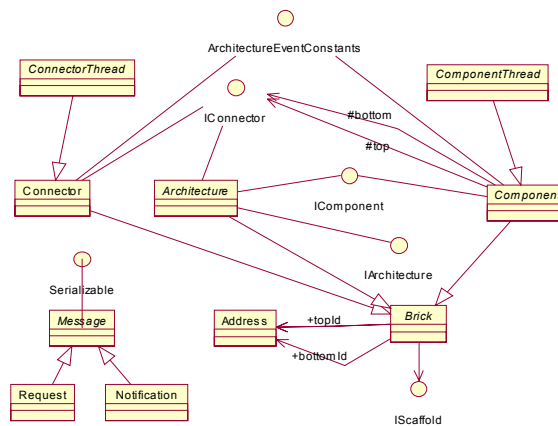 ArchitectureEventConstants
ConnectorThread
ComponentThread
IConnector
#bottom
#top
Connector
Architecture
IComponent
Component
IArchitecture
Serializable
Message
Address
+topId
Brick
+bottomId
Request
Notification
IScaffold